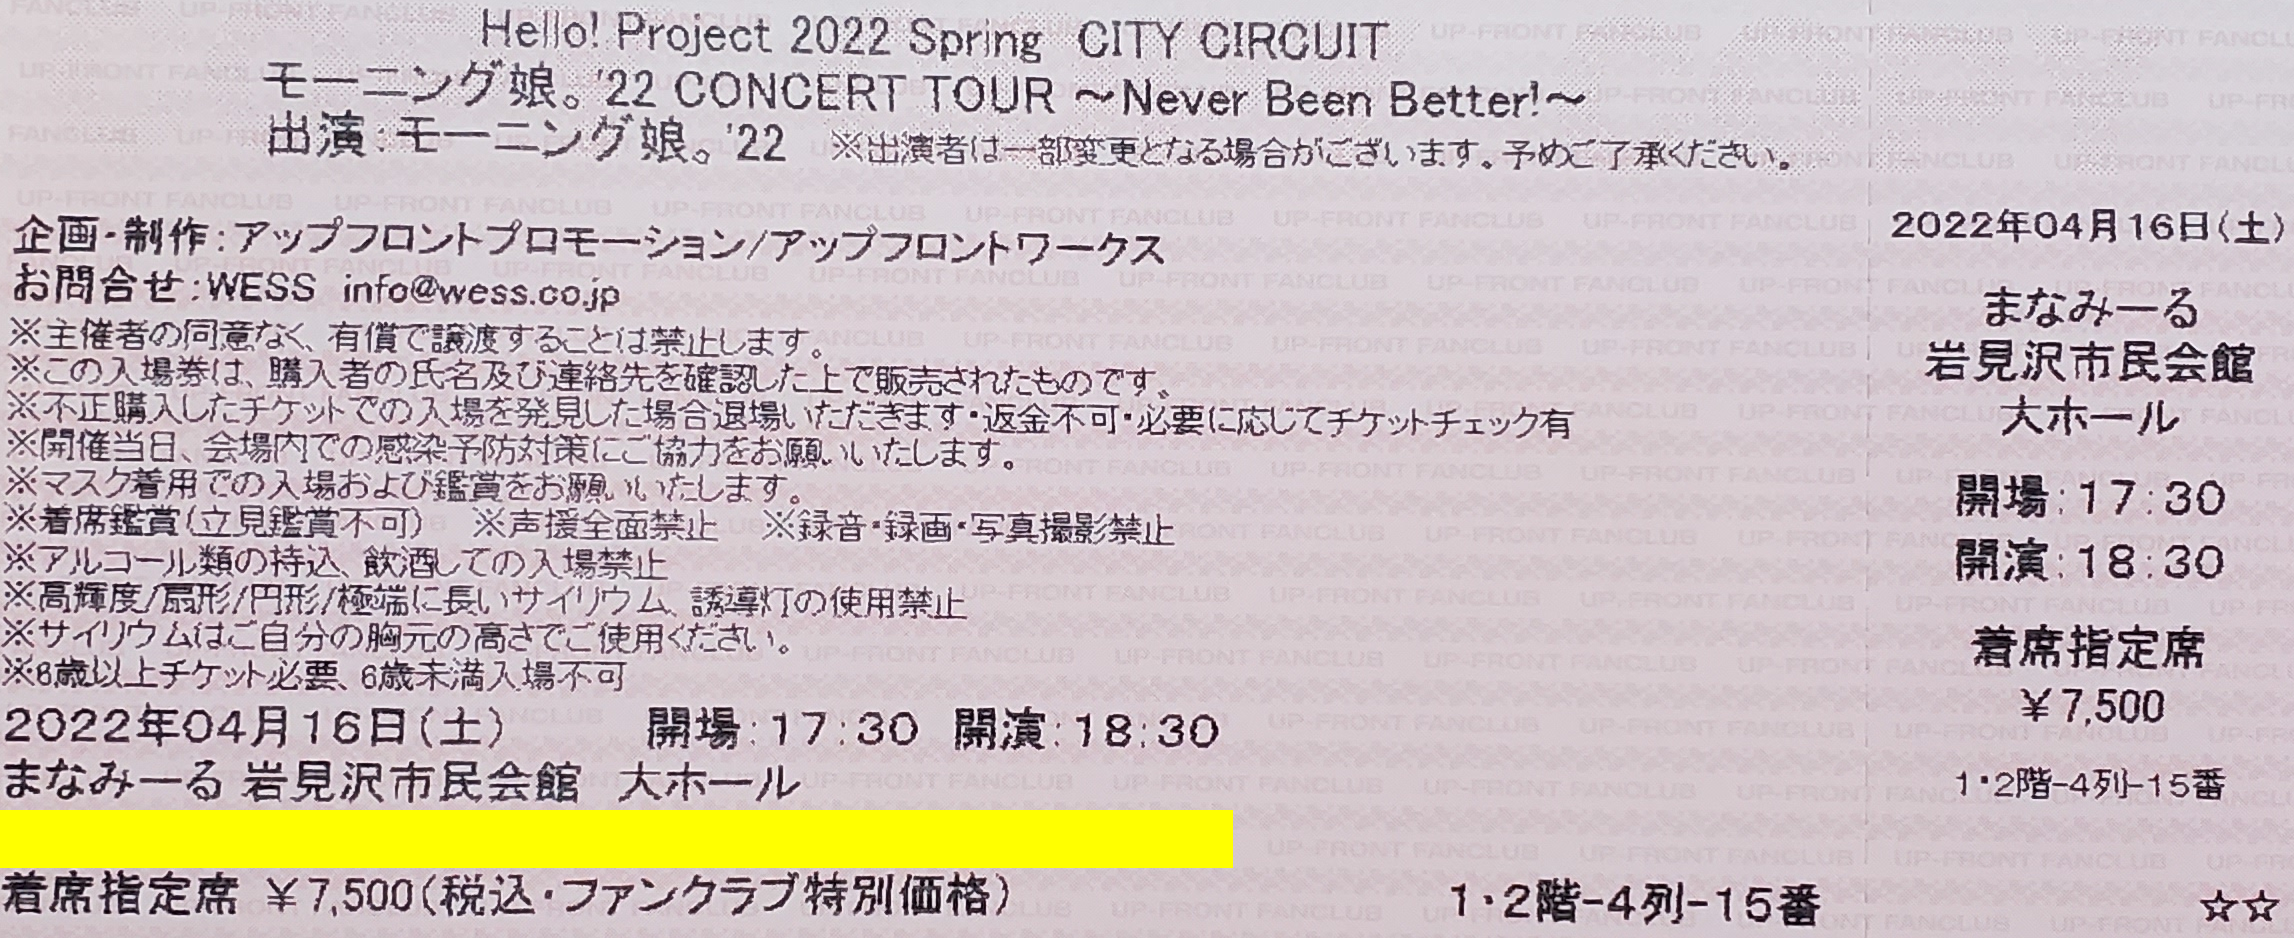 Hello! Project 2022 Spring CITY CIRCUIT
モーニング娘。'22 CONCERT TOUR ～Never Been Better!～
出演：モーニング娘。'22 ※出演者は一部変更となる場合がございます。予めご了承ください。
企画・制作：アップフロントプロモーション/アップフロントワークス
お問合せ：WESS info@wess.co.jp
※主催者の同意なく、有償で譲渡することは禁止します。
※この入場券は、購入者の氏名及び連絡先を確認した上で販売されたものです。
※不正購入したチケットでの入場を発見した場合退場いただきます・返金不可・必要に応じてチケットチェック有
※開催当日、会場内での感染予防対策にご協力をお願いいたします。
※マスク着用での入場および鑑賞をお願いいたします。
※着席鑑賞（立見鑑賞不可） ※声援全面禁止 ※録音・録画・写真撮影禁止
※アルコール類の持込、飲酒しての入場禁止
※高輝度/扇形/円形/極端に長いサイリウム、誘導灯の使用禁止
※サイリウムはご自分の胸元の高さでご使用ください。
※6歳以上チケット必要、6歳未満入場不可
2022年04月16日（土） 開場：17：30 開演：18：30
まなみーる 岩見沢市民会館 大ホール
着席指定席 ￥7,500（税込・ファンクラブ特別価格）
1・2階-4列-15番
☆☆
2022年04月16日（土）
まなみーる
岩見沢市民会館
大ホール
開場：17：30
開演：18：30
着席指定席
￥7,500
1・2階-4列-15番
UP-FRONT FANCLUB